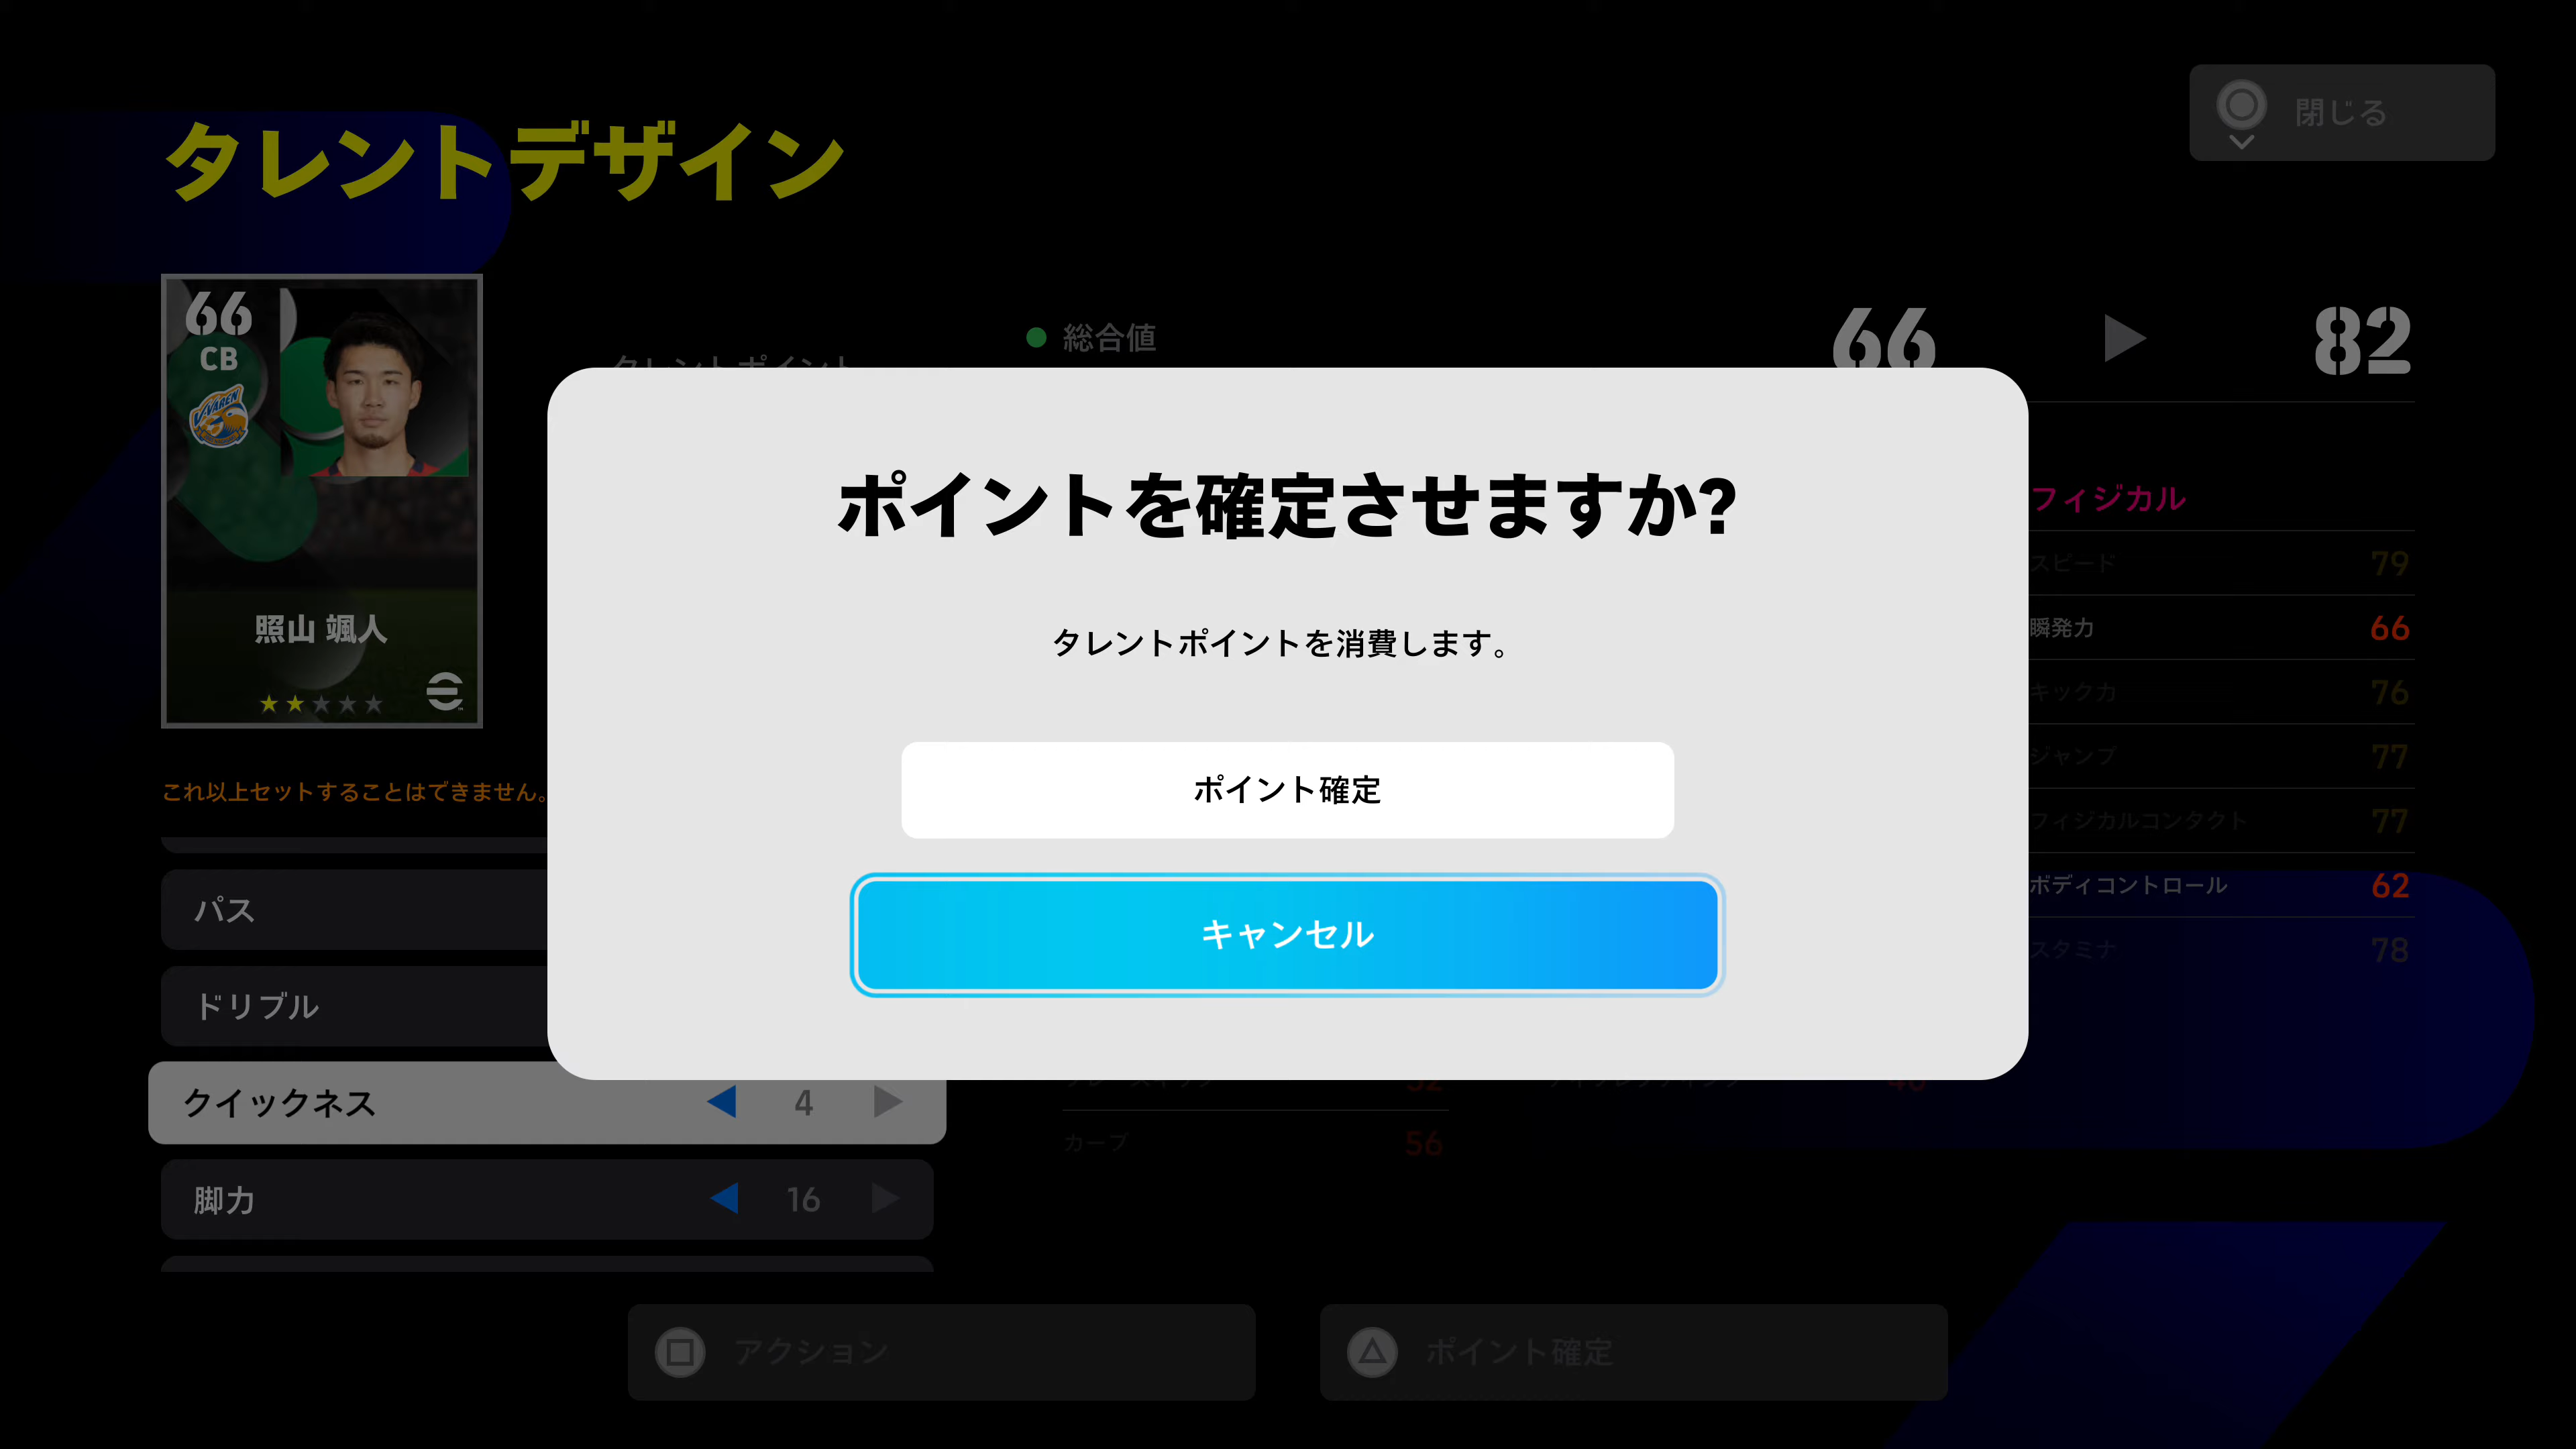 タレントデザイン
閉じる
66
CB
V·VAREN
照山 颯人
総合値
66
82
ポイントを確定させますか?
タレントポイントを消費します。
ポイント確定
キャンセル
これ以上セットすることはできません。
パス
ドリブル
クイックネス
4
脚力
16
フィジカル
スピード
79
瞬発力
66
キック力
76
ジャンプ
77
フィジカルコンタクト
77
ボディコントロール
62
スタミナ
78
カーブ
56
アクション
ポイント確定